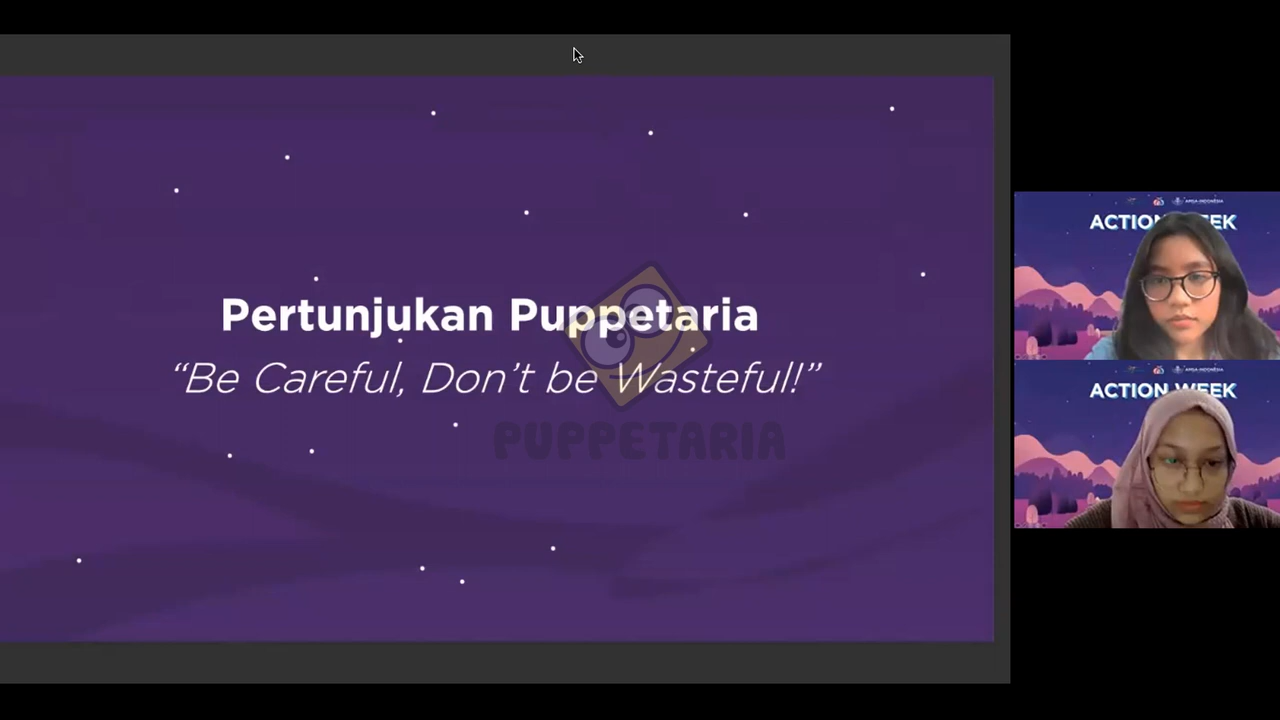 Pertunjukan Puppetaria
“Be Careful, Don’t be Wasteful!”
PUPPETARIA
ACTION WEEK
ACTION WEEK